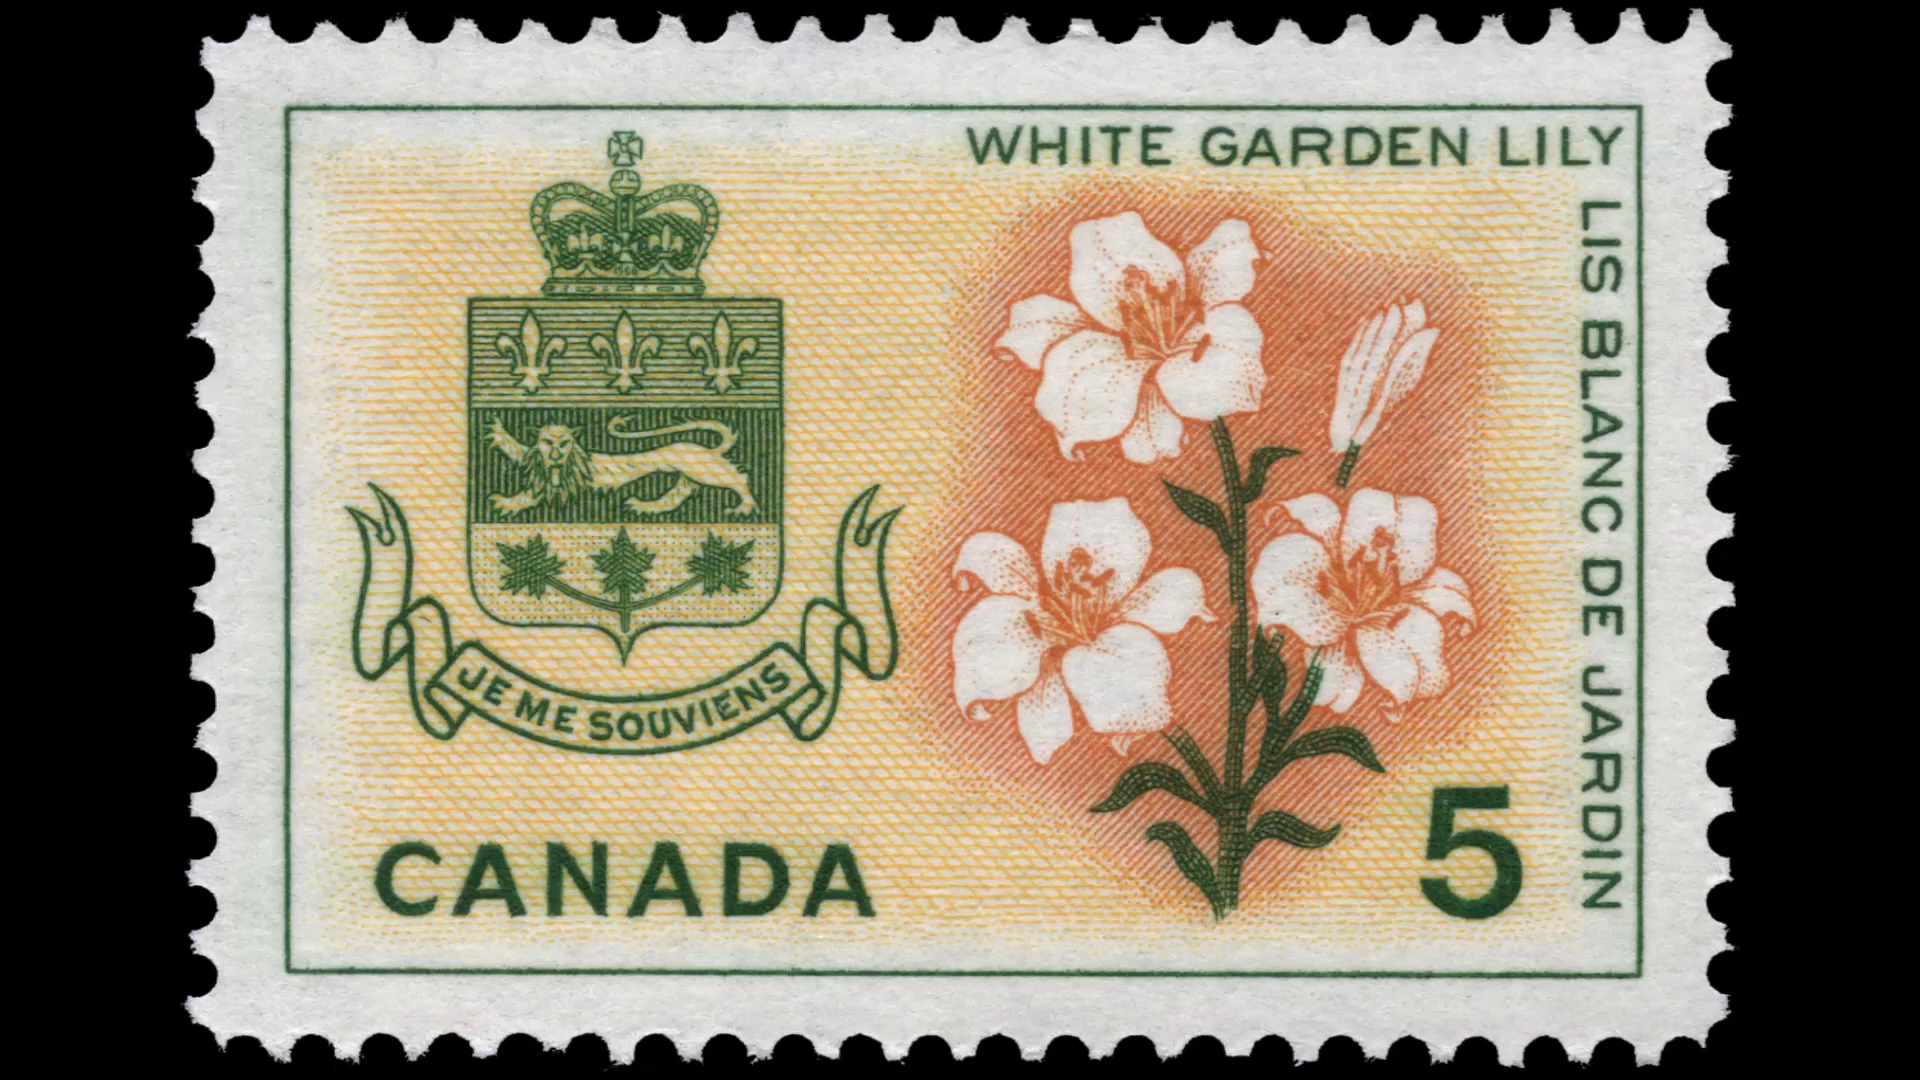 WHITE GARDEN LILY
LIS BLANC DE JARDIN
JE ME SOUVIENS
CANADA
5